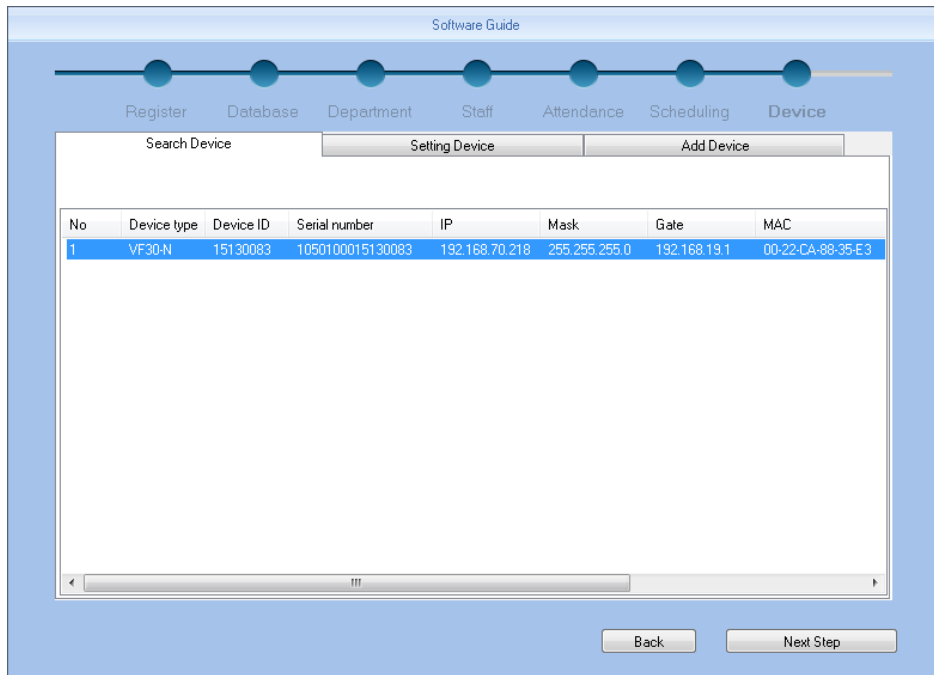 Software Guide
Register Database Department Staff Attendance Scheduling Device
Search Device Setting Device Add Device
No Device type Device ID Serial number IP Mask Gate MAC
1 VF30-N 15130083 1050100015130083 192.168.70.218 255.255.255.0 192.168.19.1 00-22-CA-88-35-E3
Back Next Step